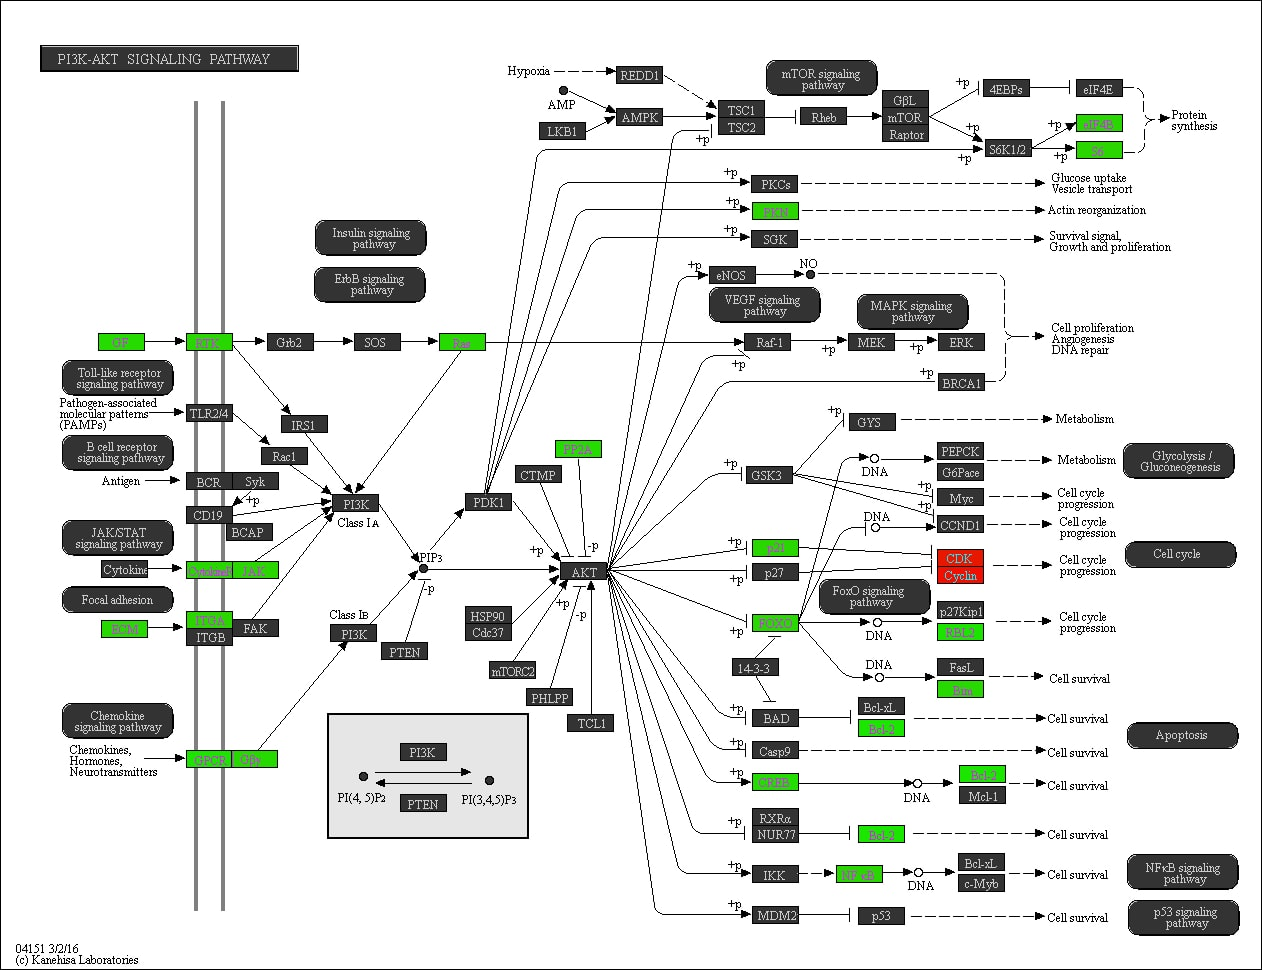 PI3K-AKT SIGNALING PATHWAY
Hypoxia
REDD1
AMP
LKB1
AMPK
TSC1
TSC2
+p
mTOR signaling
pathway
Rheb
GβL
mTOR
Raptor
+p
4EBPs
eIF4E
+p
S6K1/2
+p
+p
eIF4B
+p
S6
Protein
synthesis
+p
PKCs
Glucose uptake
Vesicle transport
+p
PKN
Actin reorganization
+p
SGK
Survival signal,
Growth and proliferation
Insulin signaling
pathway
ErbB signaling
pathway
+p
eNOS
NO
VEGF signaling
pathway
MAPK signaling
pathway
GF
RTK
Grb2
SOS
Ras
Raf-1
+p
+p
MEK
+p
ERK
+p
BRCA1
Cell proliferation
Angiogenesis
DNA repair
Toll-like receptor
signaling pathway
Pathogen-associated
molecular patterns
(PAMPs)
TLR2/4
IRS1
Rac1
B cell receptor
signaling pathway
Antigen
BCR
Syk
+p
CD19
BCAP
PI3K
Class IA
JAK/STAT
signaling pathway
Cytokine
CytokineR
JAK
Focal adhesion
ECM
ITGA
ITGB
FAK
Class IB
PI3K
PIP3
-p
PTEN
Chemokine
signaling pathway
Chemokines,
Hormones,
Neurotransmitters
GPCR
Gβγ
PDK1
CTMP
PP2A
+p
-p
AKT
+p
-p
HSP90
Cdc37
mTORC2
PHLPP
TCL1
PI3K
PI(4, 5)P2
PI(3,4,5)P3
PTEN
+p
GYS
Metabolism
+p
GSK3
DNA
PEPCK
G6Pace
Metabolism
Glycolysis /
Gluconeogenesis
+p
Myc
Cell cycle
progression
DNA
+p
CCND1
Cell cycle
progression
+p
p21
+p
p27
CDK
Cyclin
Cell cycle
progression
Cell cycle
FoxO signaling
pathway
+p
FOXO
DNA
p27Kip1
RBL2
Cell cycle
progression
14-3-3
DNA
FasL
Bim
Cell survival
+p
BAD
Bcl-xL
Bcl-2
Cell survival
+p
Casp9
Cell survival
Apoptosis
+p
CREB
DNA
Bcl-2
Mcl-1
Cell survival
+p
RXRα
NUR77
Bcl-2
Cell survival
+p
IKK
NFκB
DNA
Bcl-xL
c-Myb
Cell survival
NFκB signaling
pathway
+p
MDM2
p53
Cell survival
p53 signaling
pathway
04151 3/2/16
(c) Kanehisa Laboratories